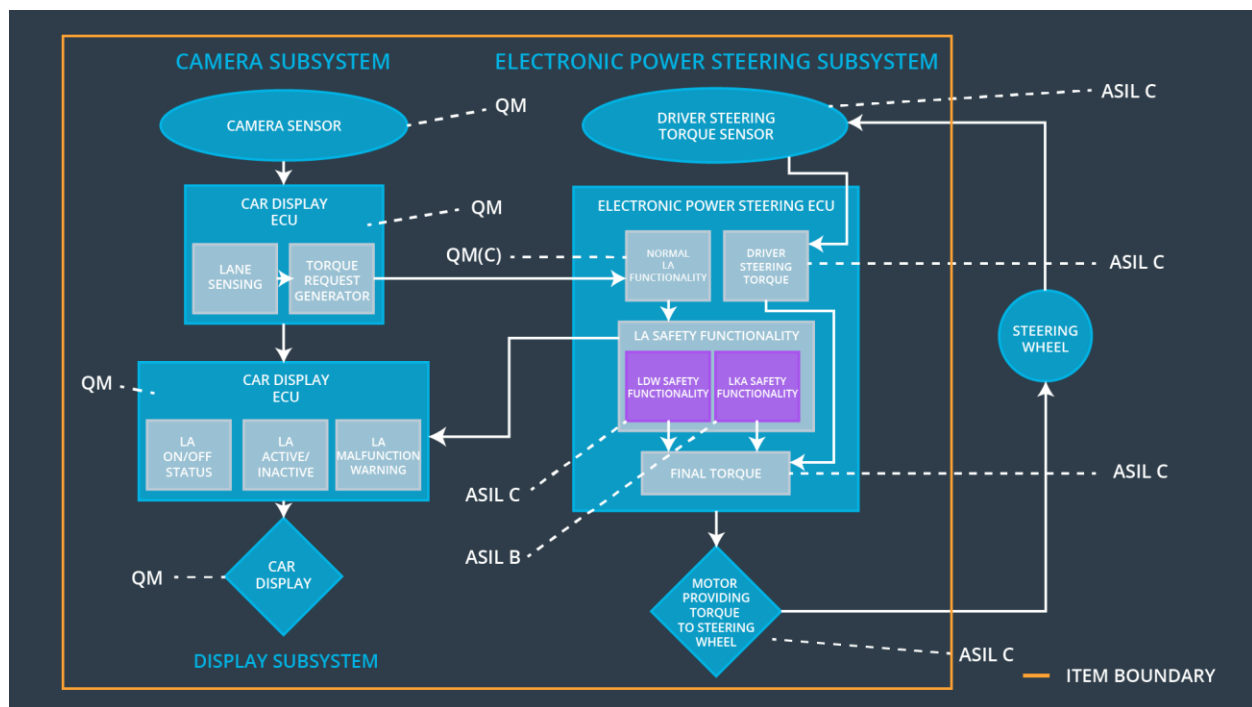 CAMERA SUBSYSTEM
ELECTRONIC POWER STEERING SUBSYSTEM
CAMERA SENSOR
QM
DRIVER STEERING
TORQUE SENSOR
ASIL C
CAR DISPLAY
ECU
QM
LANE
SENSING
TORQUE
REQUEST
GENERATOR
ELECTRONIC POWER STEERING ECU
QM(C)
NORMAL
LA
FUNCTIONALITY
DRIVER
STEERING
TORQUE
ASIL C
LA SAFETY FUNCTIONALITY
LDW SAFETY
FUNCTIONALITY
LKA SAFETY
FUNCTIONALITY
STEERING
WHEEL
QM
CAR DISPLAY
ECU
LA
ON/OFF
STATUS
LA
ACTIVE/
INACTIVE
LA
MALFUNCTION
WARNING
FINAL TORQUE
ASIL C
ASIL C
ASIL B
QM
CAR
DISPLAY
MOTOR
PROVIDING
TORQUE
TO STEERING
WHEEL
ASIL C
DISPLAY SUBSYSTEM
ITEM BOUNDARY